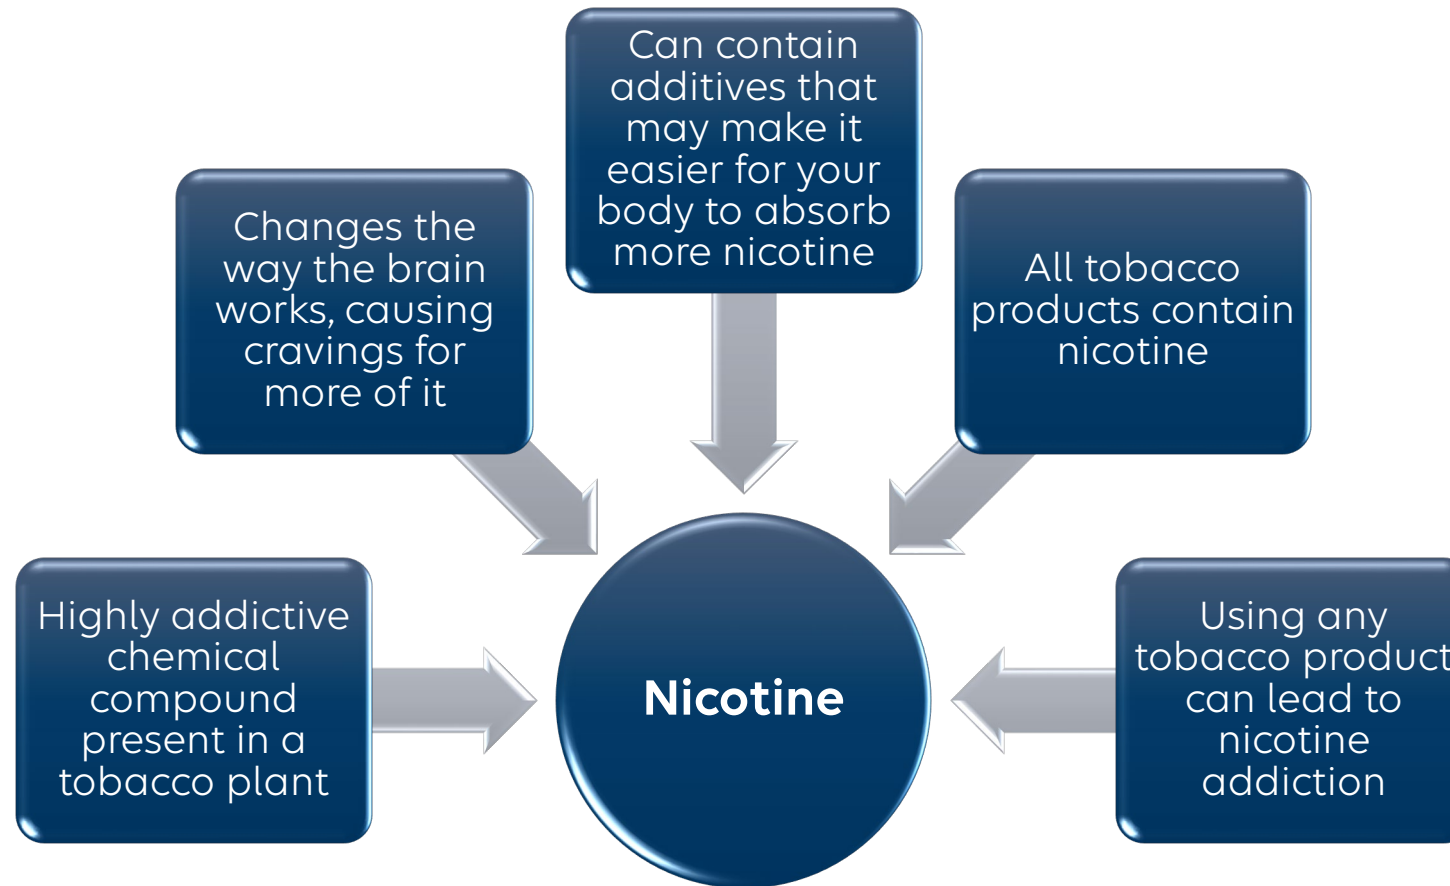 Highly addictive
chemical
compound
present in a
tobacco plant
Changes the
way the brain
works, causing
cravings for
more of it
Can contain
additives that
may make it
easier for your
body to absorb
more nicotine
All tobacco
products contain
nicotine
Using any
tobacco product
can lead to
nicotine
addiction
Nicotine